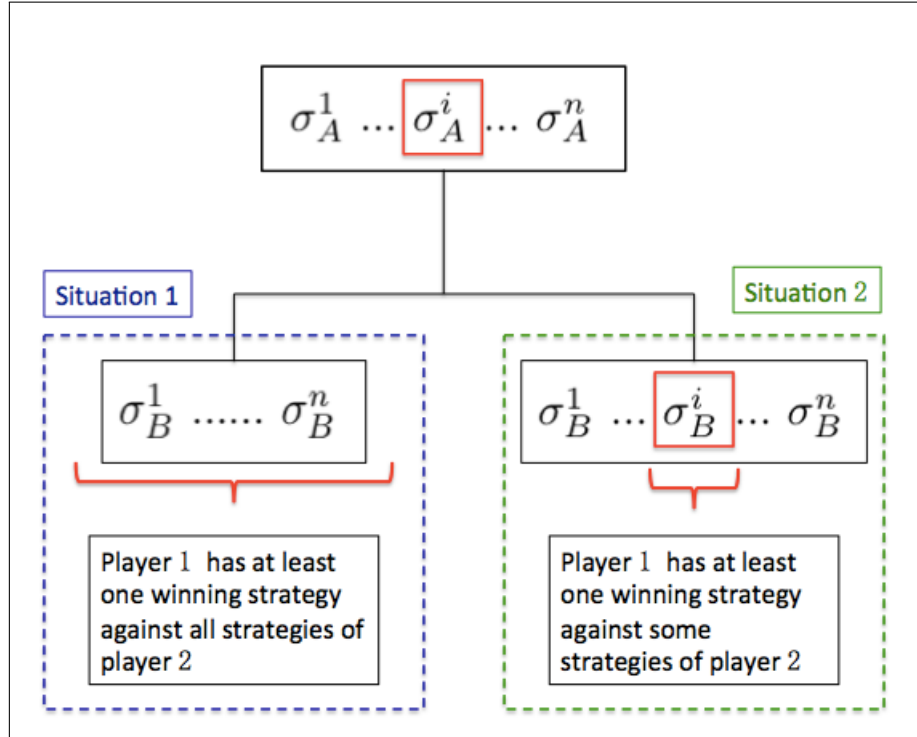 σ_A^1 ... σ_A^i ... σ_A^n
Situation 1
Situation 2
σ_B^1 ...... σ_B^n
σ_B^1 ... σ_B^i ... σ_B^n
Player 1 has at least
one winning strategy
against all strategies of
player 2
Player 1 has at least
one winning strategy
against some
strategies of player 2